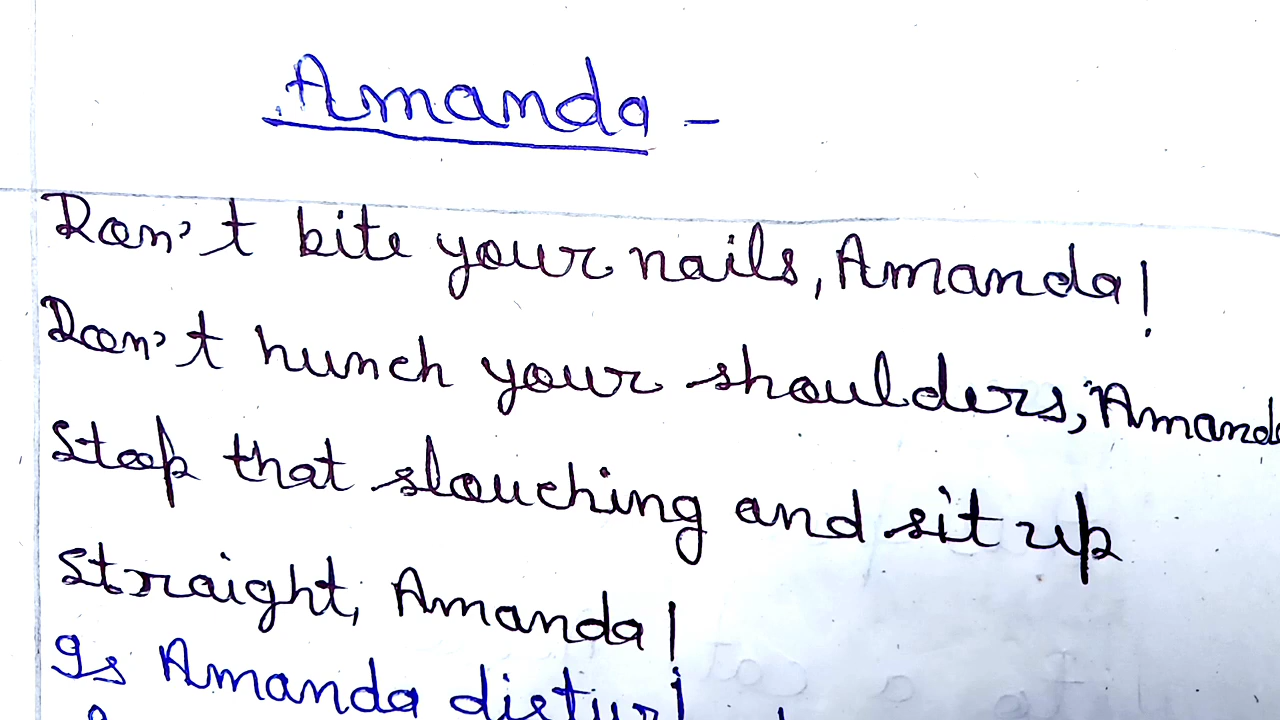 Amanda -
Don't bite your nails, Amanda!
Don't hunch your shoulders, Amand
Stop that slouching and sit up
straight, Amanda!
Is Amanda